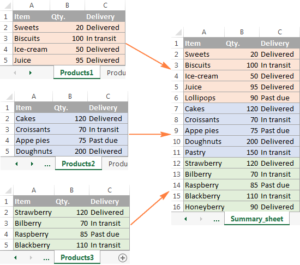 A B C
1 Item Qty. Delivery
2 Sweets 20 Delivered
3 Biscuits 100 In transit
4 Ice-cream 50 Delivered
5 Juice 95 Delivered
Products1 Produ
A B C
1 Item Qty. Delivery
2 Cakes 120 Delivered
3 Croissants 70 In transit
4 Appe pies 75 Past due
5 Doughnuts 200 Delivered
... Products2 Produ
A B C
1 Item Qty. Delivery
2 Strawberry 120 Delivered
3 Bilberry 70 In transit
4 Raspberry 85 Past due
5 Blackberry 110 In transit
... Products3
A B C
1 Item Qty. Delivery
2 Sweets 20 Delivered
3 Biscuits 100 In transit
4 Ice-cream 50 Delivered
5 Juice 95 Delivered
6 Lollipops 90 Past due
7 Cakes 120 Delivered
8 Croissants 70 In transit
9 Appe pies 75 Past due
10 Doughnuts 200 Delivered
11 Pastry 150 In transit
12 Strawberry 120 Delivered
13 Bilberry 70 In transit
14 Raspberry 85 Past due
15 Blackberry 110 In transit
16 Honeyberry 90 Delivered
... Summary_sheet